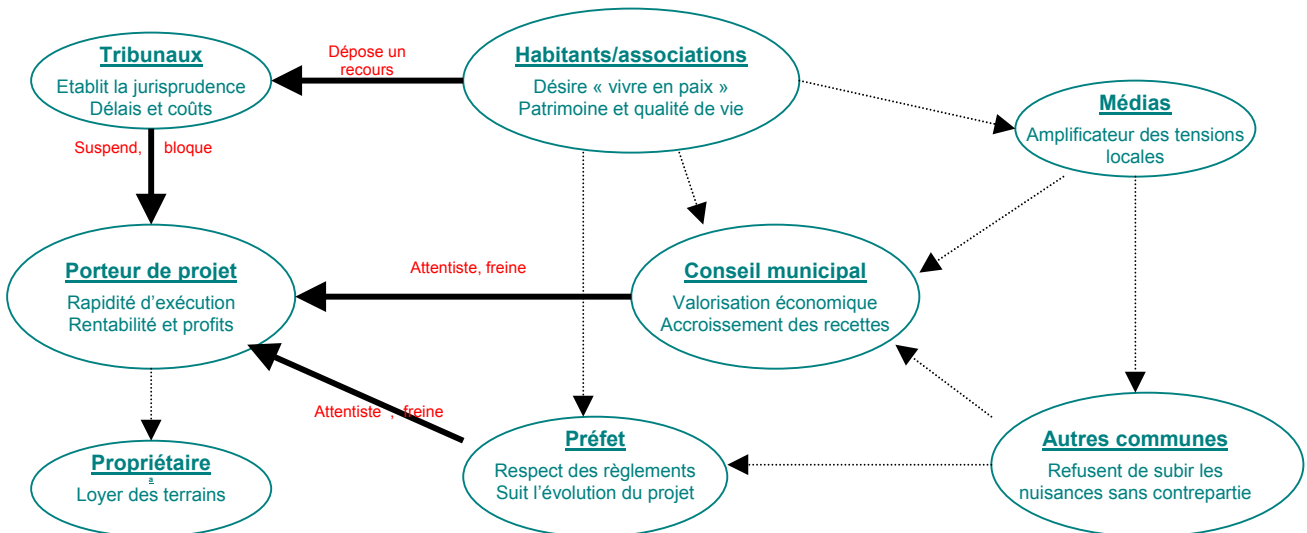 Tribunaux
Etablit la jurisprudence
Délais et coûts
Dépose un
recours
Habitants/associations
Désire « vivre en paix »
Patrimoine et qualité de vie
Médias
Amplificateur des tensions
locales
Suspend, bloque
Porteur de projet
Rapidité d’exécution
Rentabilité et profits
Attentiste, freine
Conseil municipal
Valorisation économique
Accroissement des recettes
Attentiste , freine
Propriétaire
a
Loyer des terrains
Préfet
Respect des règlements
Suit l’évolution du projet
Autres communes
Refusent de subir les
nuisances sans contrepartie